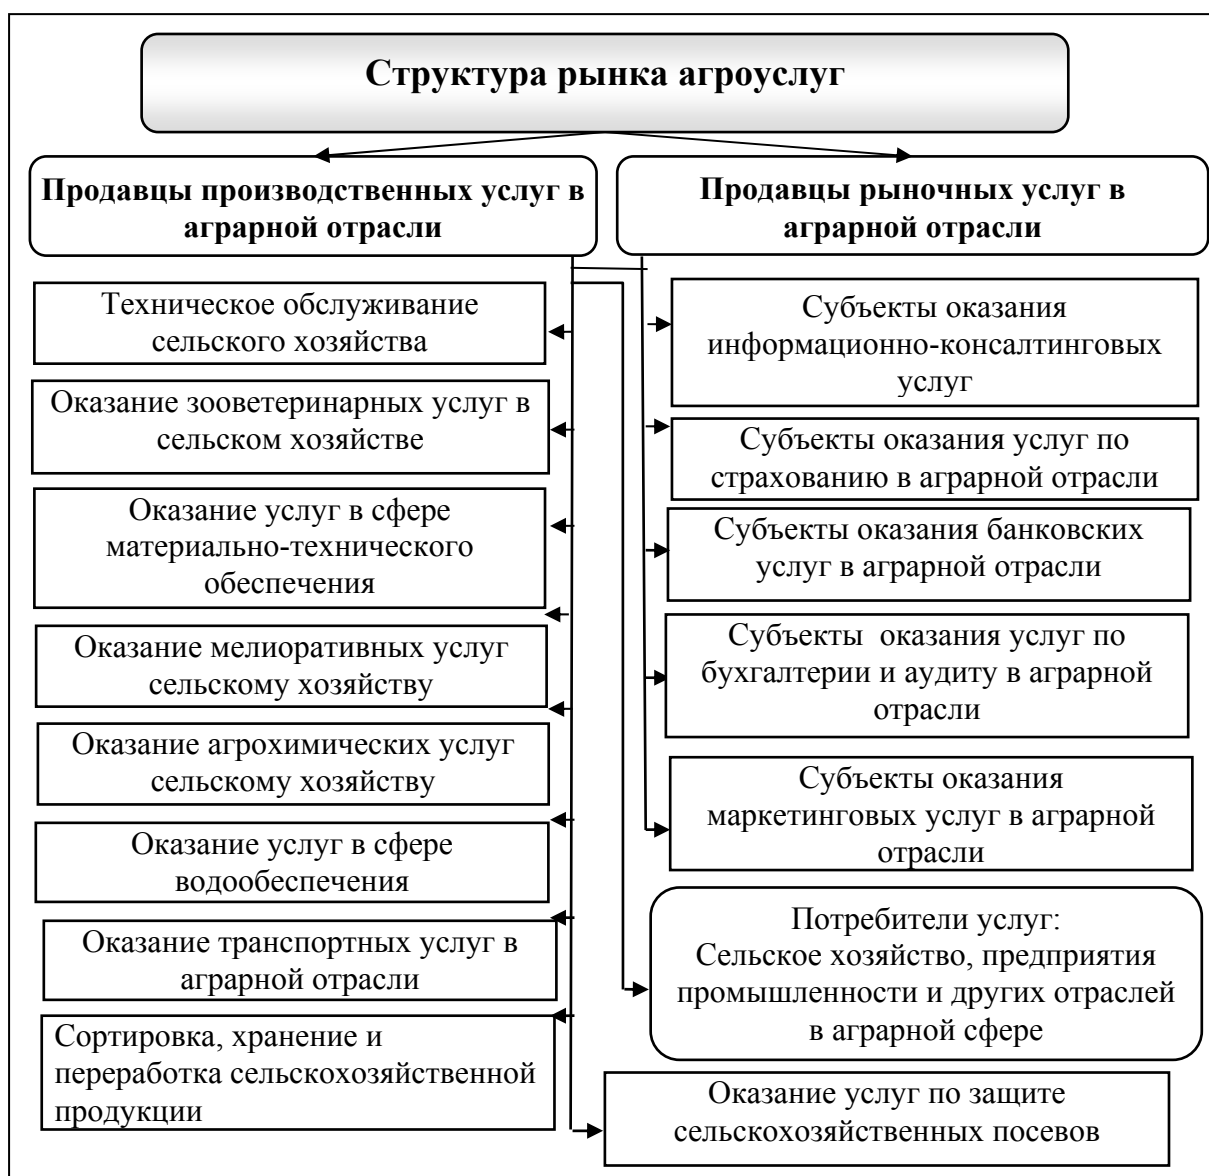 Структура рынка агроуслуг
Продавцы производственных услуг в
аграрной отрасли
Продавцы рыночных услуг в
аграрной отрасли
Техническое обслуживание
сельского хозяйства
Оказание зооветеринарных услуг в
сельском хозяйстве
Оказание услуг в сфере
материально-технического
обеспечения
Оказание мелиоративных услуг
сельскому хозяйству
Оказание агрохимических услуг
сельскому хозяйству
Оказание услуг в сфере
водообеспечения
Оказание транспортных услуг в
аграрной отрасли
Сортировка, хранение и
переработка сельскохозяйственной
продукции
Субъекты оказания
информационно-консалтинговых
услуг
Субъекты оказания услуг по
страхованию в аграрной отрасли
Субъекты оказания банковских
услуг в аграрной отрасли
Субъекты оказания услуг по
бухгалтерии и аудиту в аграрной
отрасли
Субъекты оказания
маркетинговых услуг в аграрной
отрасли
Потребители услуг:
Сельское хозяйство, предприятия
промышленности и других отраслей
в аграрной сфере
Оказание услуг по защите
сельскохозяйственных посевов